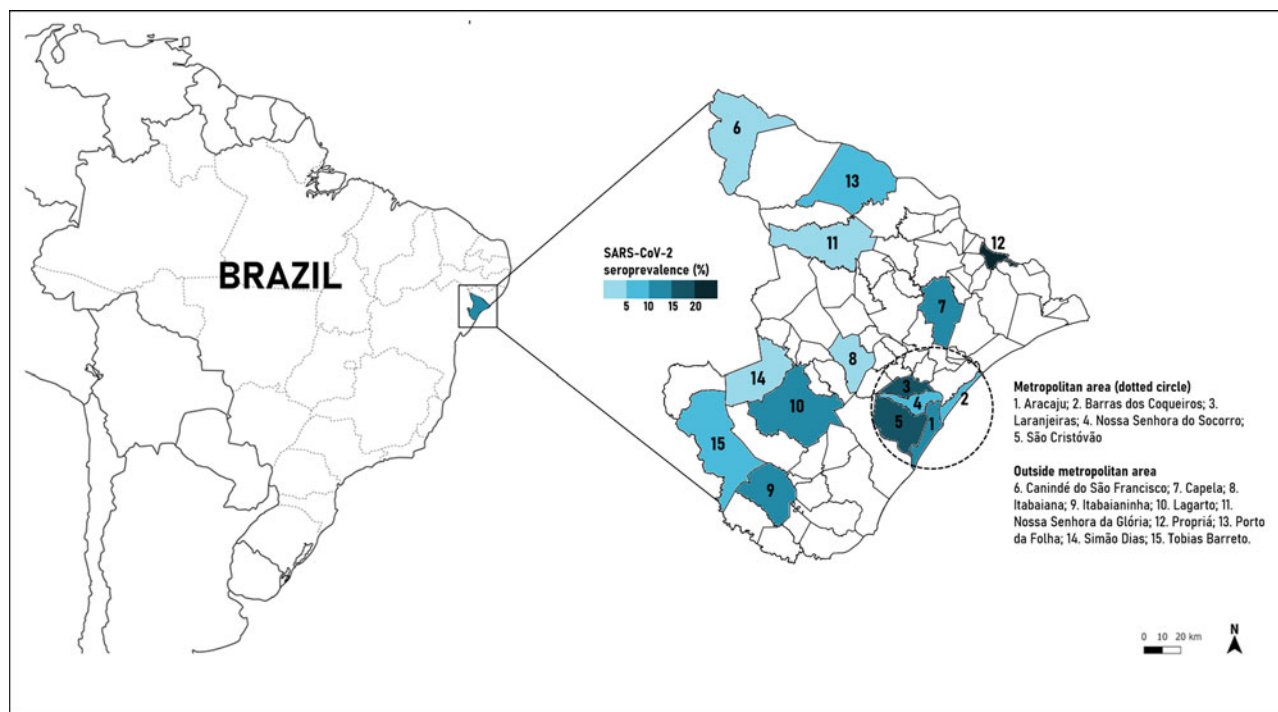 BRAZIL
SARS-CoV-2
seroprevalence (%)
5 10 15 20
6
13
11
12
7
8
14
10
3
4
2
5
1
15
9
Metropolitan area (dotted circle)
1. Aracaju; 2. Barras dos Coqueiros; 3.
Laranjeiras; 4. Nossa Senhora do Socorro;
5. São Cristóvão
Outside metropolitan area
6. Canindé do São Francisco; 7. Capela; 8.
Itabaiana; 9. Itabaianinha; 10. Lagarto; 11.
Nossa Senhora da Glória; 12. Propriá; 13. Porto
da Folha; 14. Simão Dias; 15. Tobias Barreto.
0 10 20 km
N